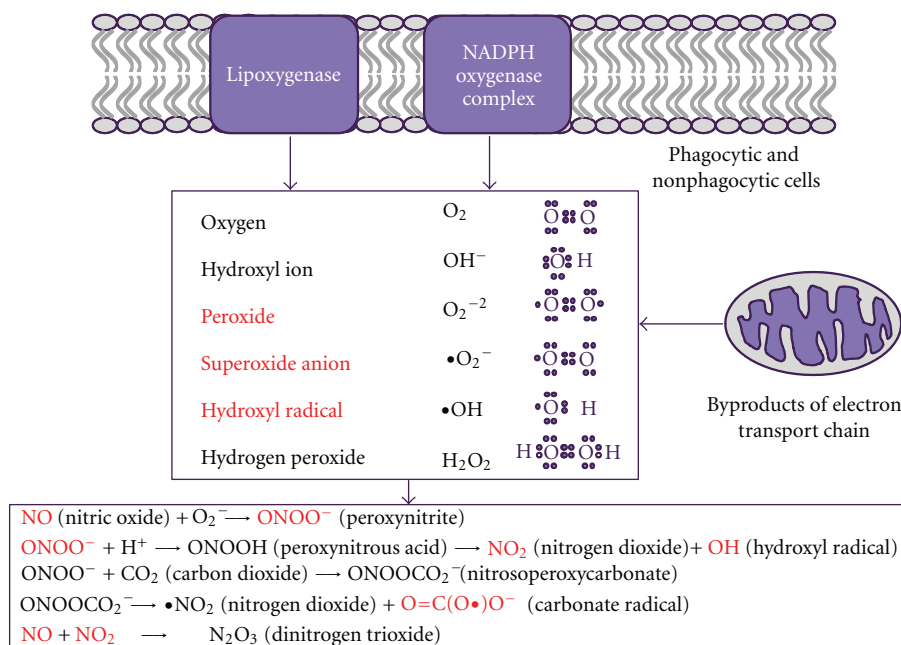 Lipoxygenase
NADPH
oxygenase
complex
Phagocytic and
nonphagocytic cells
Oxygen O₂ O O
Hydroxyl ion OH⁻ O H
Peroxide O₂⁻² O O
Superoxide anion •O₂⁻ O O
Hydroxyl radical •OH O H
Hydrogen peroxide H₂O₂ H O O H
Byproducts of electron
transport chain
NO (nitric oxide) + O₂⁻ → ONOO⁻ (peroxynitrite)
ONOO⁻ + H⁺ → ONOOH (peroxynitrous acid) → NO₂ (nitrogen dioxide)+ OH (hydroxyl radical)
ONOO⁻ + CO₂ (carbon dioxide) → ONOOCO₂⁻(nitrosoperoxycarbonate)
ONOOCO₂⁻→ •NO₂ (nitrogen dioxide) + O=C(O•)O⁻ (carbonate radical)
NO + NO₂ → N₂O₃ (dinitrogen trioxide)